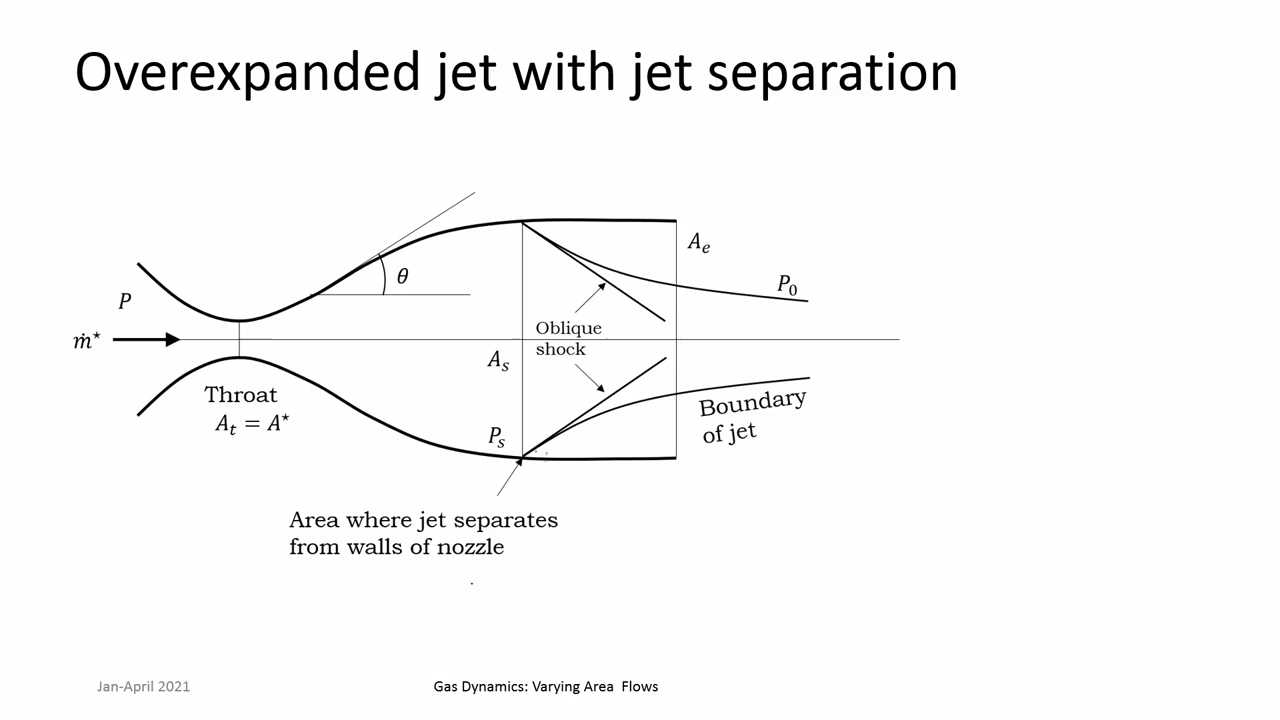 Overexpanded jet with jet separation
P
θ
A_e
P_0
ṁ*
Oblique
shock
A_s
Throat
A_t = A*
P_s
Boundary
of jet
Area where jet separates
from walls of nozzle
Jan-April 2021
Gas Dynamics: Varying Area Flows